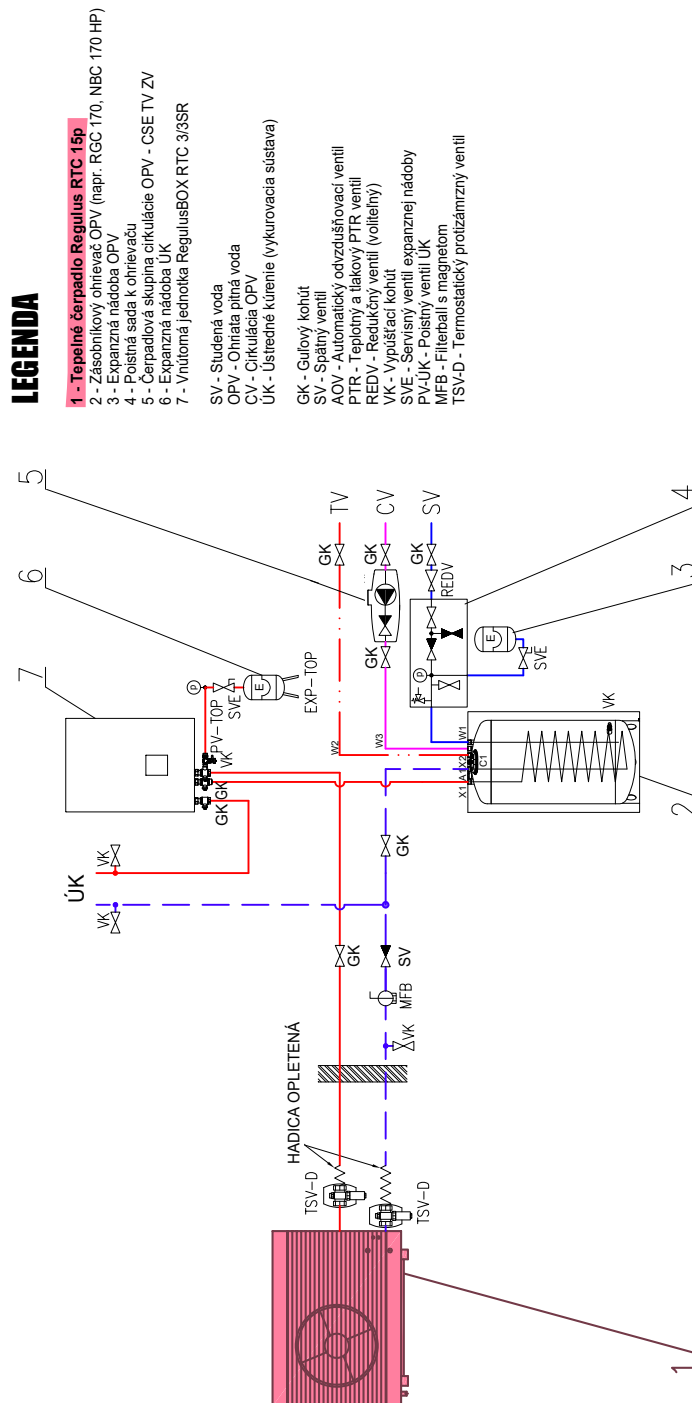 LEGENDA
1 - Tepelné čerpadlo Regulus RTC 15p
2 - Zásobníkový ohrievač OPV (napr. RGC 170, NBC 170 HP)
3 - Expanzná nádoba OPV
4 - Poistná sada k ohrievaču
5 - Čerpadlová skupina cirkulácie OPV - CSE TV ZV
6 - Expanzná nádoba ÚK
7 - Vnútorná jednotka RegulusBOX RTC 3/3SR
SV - Studená voda
OPV - Ohriata pitná voda
CV - Cirkulácia OPV
ÚK - Ústredné kúrenie (vykurovacia sústava)
GK - Guľový kohút
SV - Spätný ventil
AOV - Automatický odvzdušňovací ventil
PTR - Teplotný a tlakový PTR ventil
REDV - Redukčný ventil (voliteľný)
VK - Vypúšťací kohút
SVE - Servisný ventil expanznej nádoby
PV-ÚK - Poistný ventil ÚK
MFB - Filterball s magnetom
TSV-D - Termostatický protizámrzný ventil
7
6
5
P
SVE
E
EXP-TOP
PV-TOP
VK
GK
GK
ÚK
VK
VK
TV
GK
CV
GK
GK
SV
GK
REDV
P
E
SVE
4
3
2
W2
W3
W1
X1
A
X2
C1
VK
GK
GK
SV
MFB
VK
HADICA OPLETENÁ
TSV-D
TSV-D
1